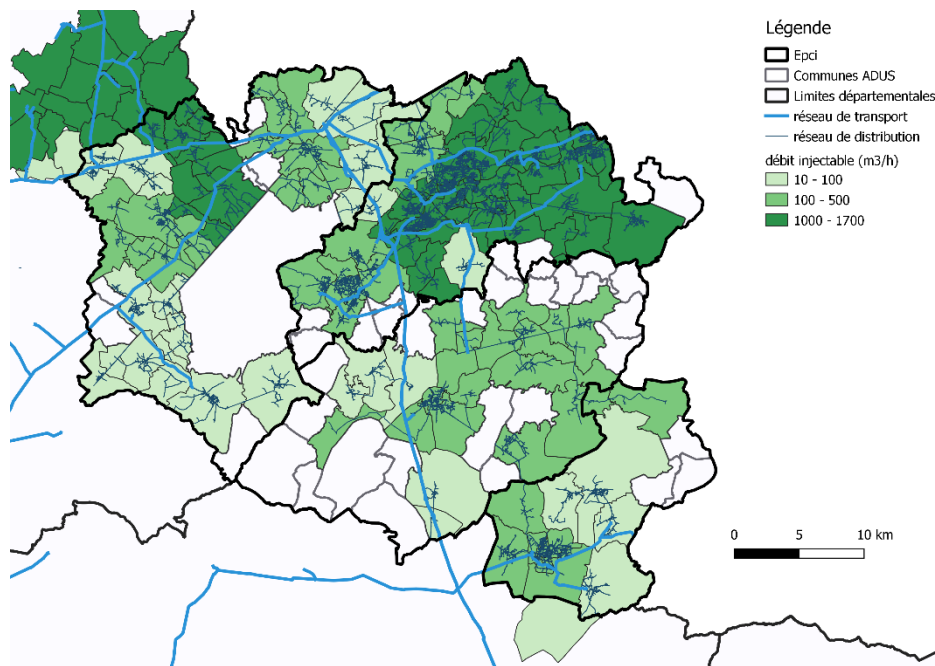 Légende
Epci
Communes ADUS
Limites départementales
réseau de transport
réseau de distribution
débit injectable (m3/h)
10 - 100
100 - 500
1000 - 1700
0 5 10 km